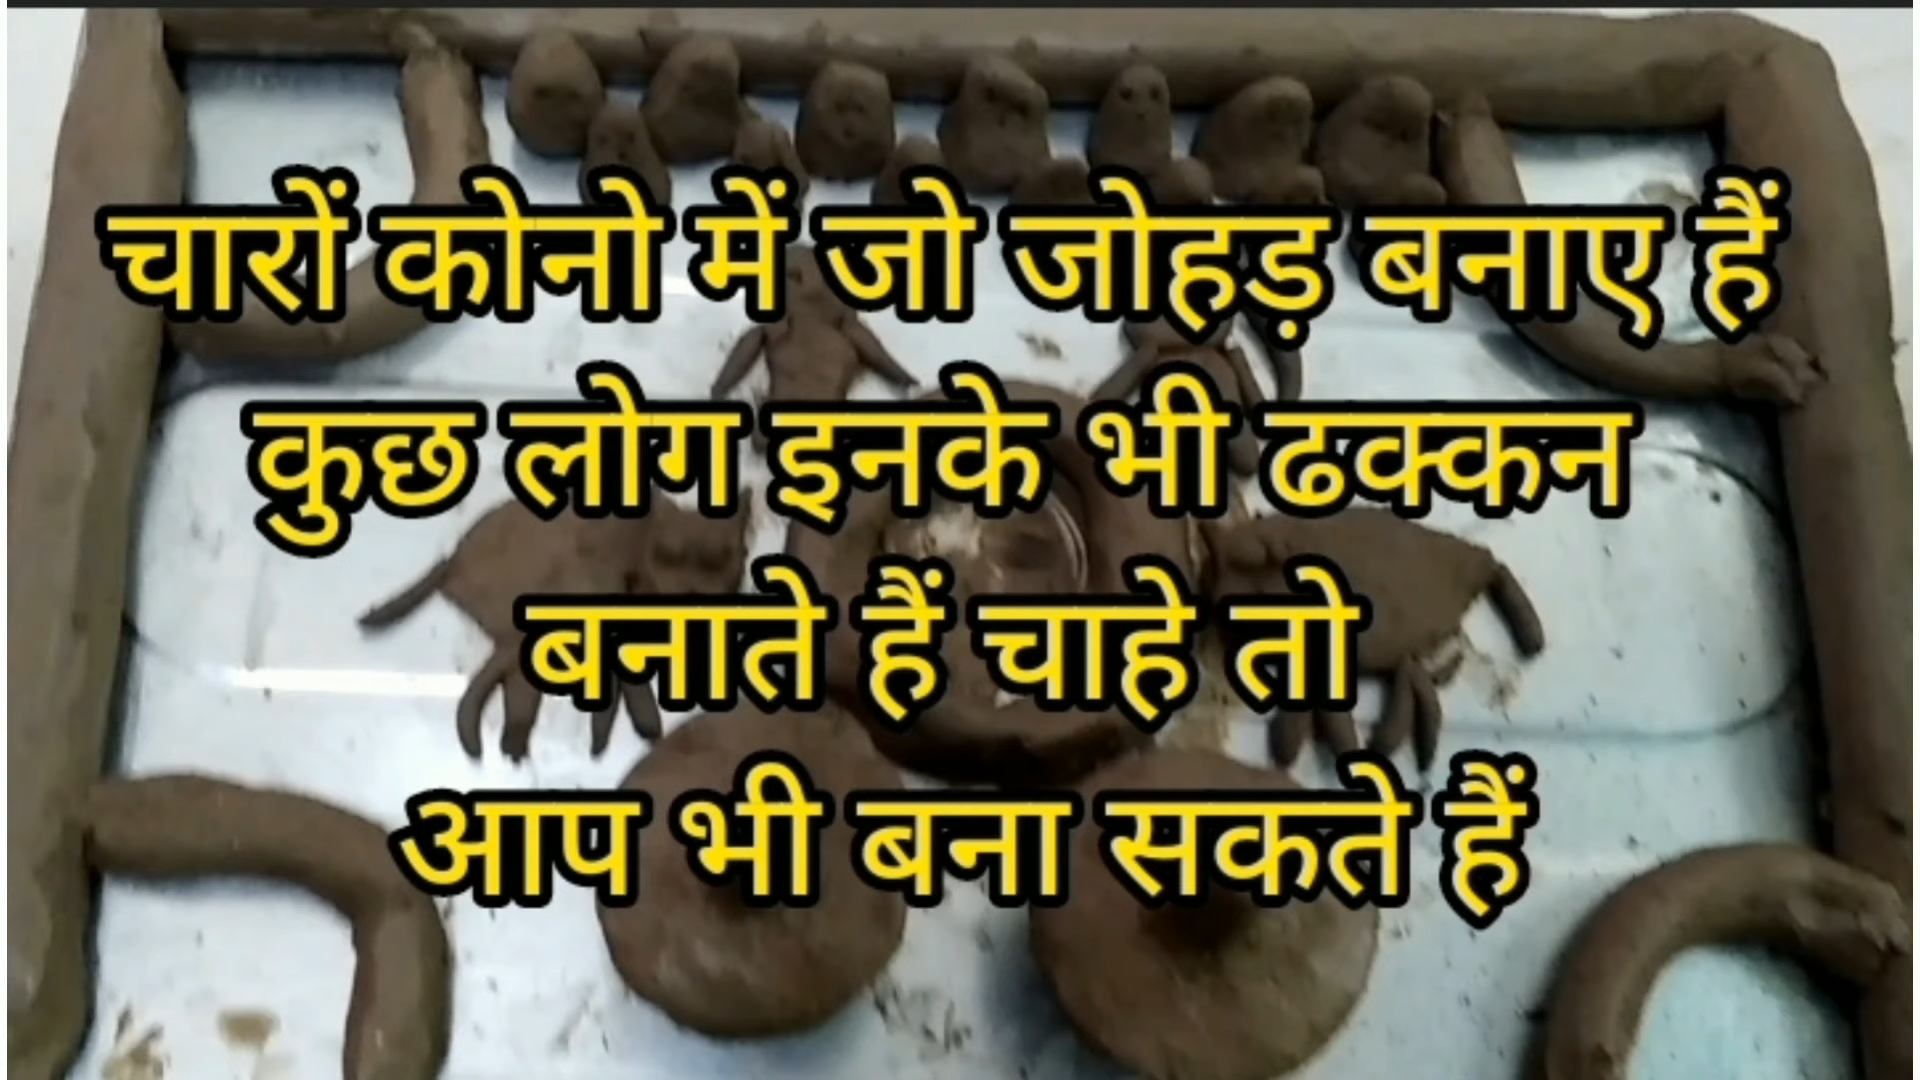 चारों कोनो में जो जोहड़ बनाए हैं
कुछ लोग इनके भी ढक्कन
बनाते हैं चाहे तो
आप भी बना सकते हैं